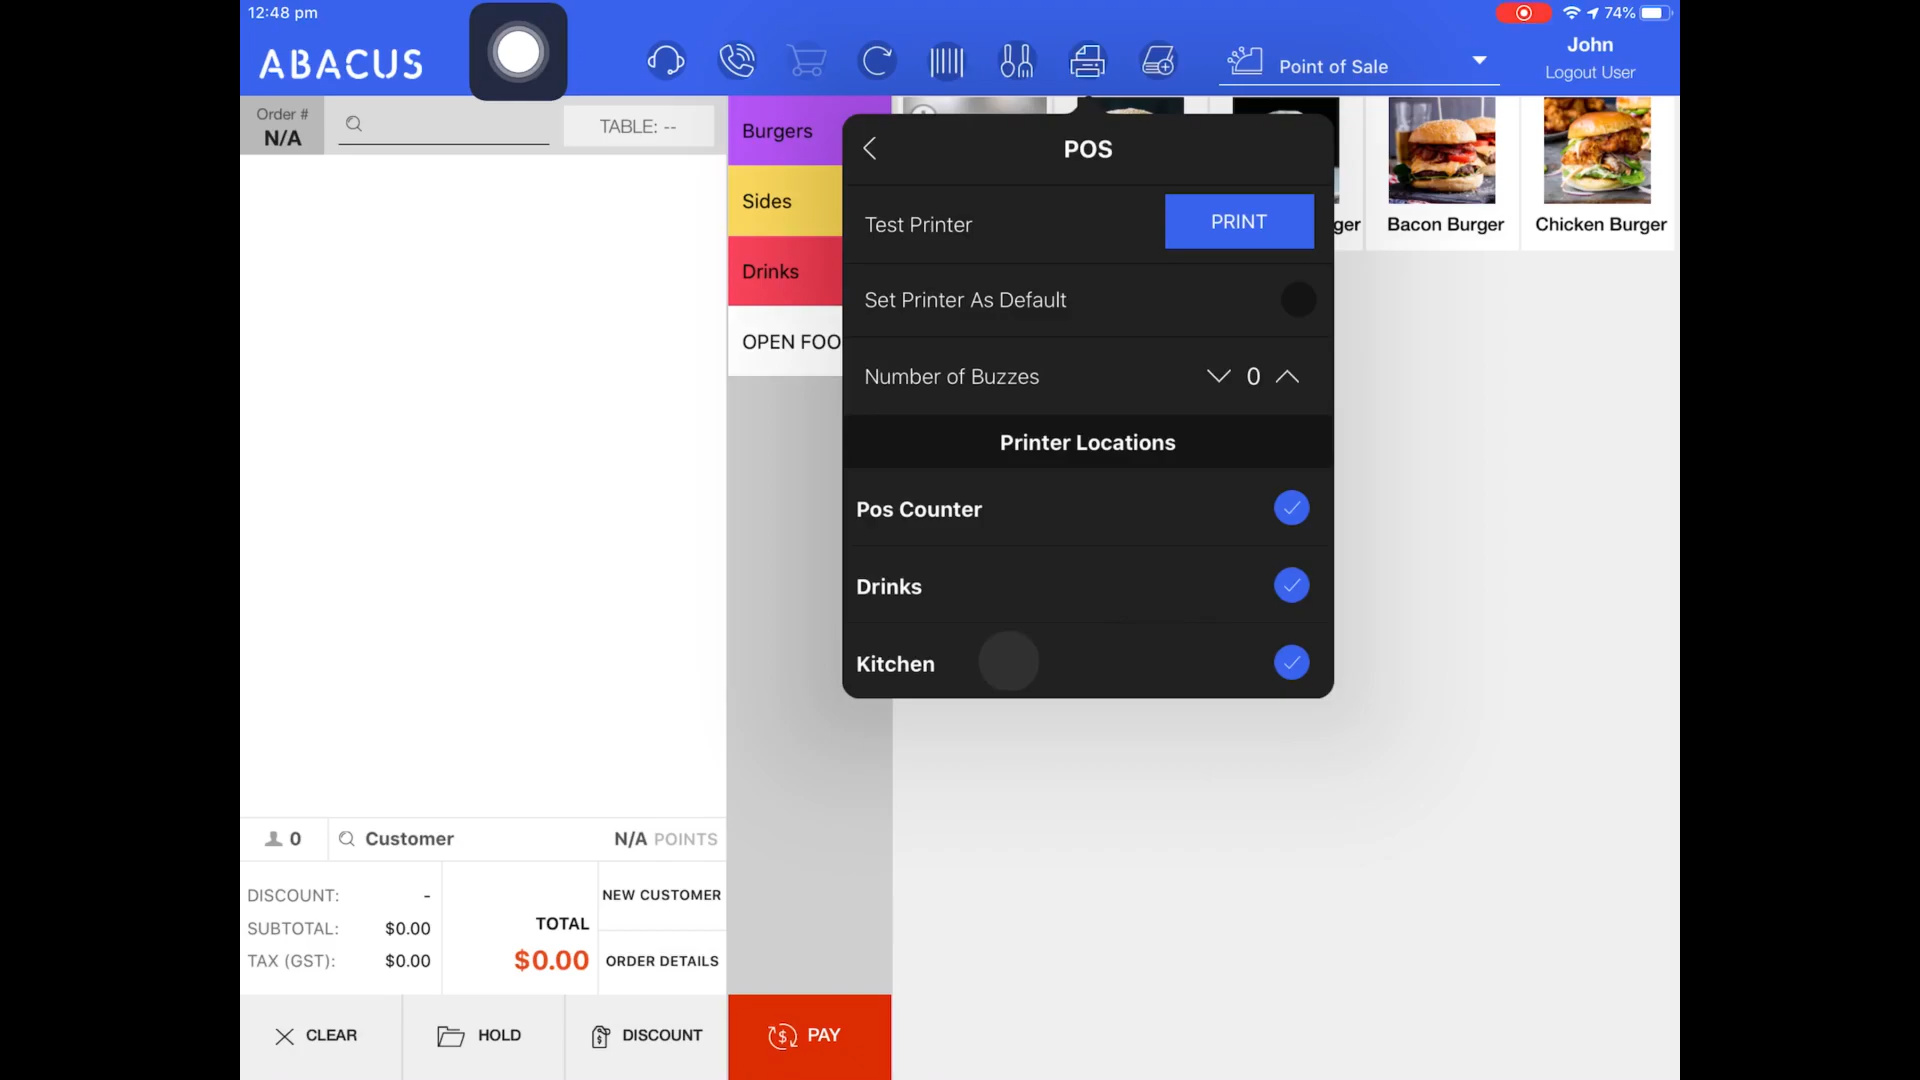 12:48 pm
74%
ABACUS
Point of Sale
John
Logout User
Order #
N/A
TABLE: --
Burgers
Sides
Drinks
OPEN FOO
POS
Test Printer
PRINT
Set Printer As Default
Number of Buzzes
0
Printer Locations
Pos Counter
Drinks
Kitchen
ger
Bacon Burger
Chicken Burger
0
Customer
N/A POINTS
DISCOUNT: -
SUBTOTAL: $0.00
TAX (GST): $0.00
TOTAL
$0.00
NEW CUSTOMER
ORDER DETAILS
CLEAR
HOLD
DISCOUNT
PAY